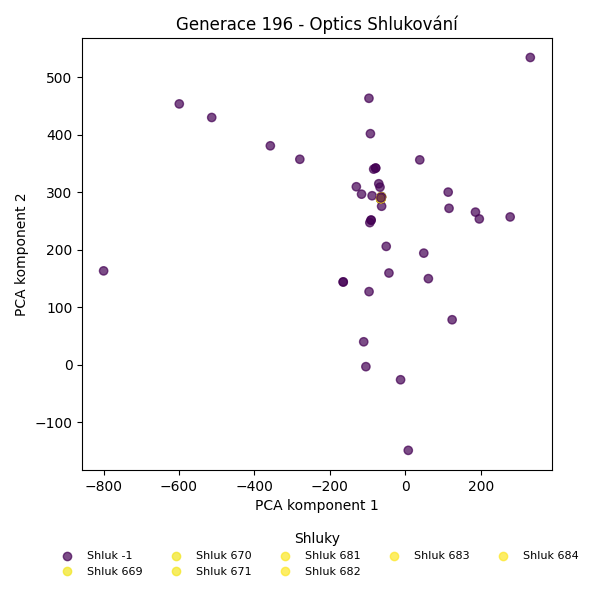 Generace 196 - Optics Shlukování
PCA komponent 2
500
400
300
200
100
0
−100
−800
−600
−400
−200
0
200
PCA komponent 1
Shluky
Shluk -1
Shluk 669
Shluk 670
Shluk 671
Shluk 681
Shluk 682
Shluk 683
Shluk 684